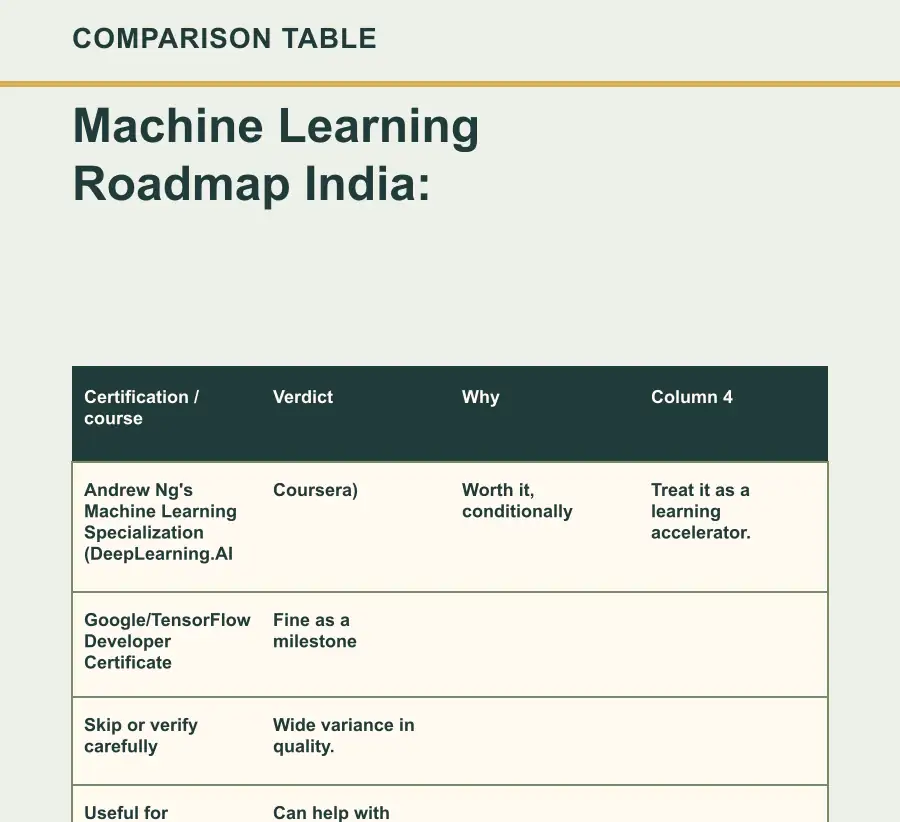 COMPARISON TABLE
Machine Learning
Roadmap India:
Certification /
course
Verdict
Why
Column 4
Andrew Ng's
Machine Learning
Specialization
(DeepLearning.AI
Coursera)
Worth it,
conditionally
Treat it as a
learning
accelerator.
Google/TensorFlow
Developer
Certificate
Fine as a
milestone
Skip or verify
carefully
Wide variance in
quality.
Useful for
Can help with